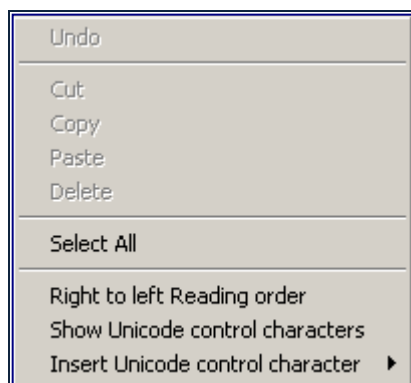 Undo
Cut
Copy
Paste
Delete
Select All
Right to left Reading order
Show Unicode control characters
Insert Unicode control character